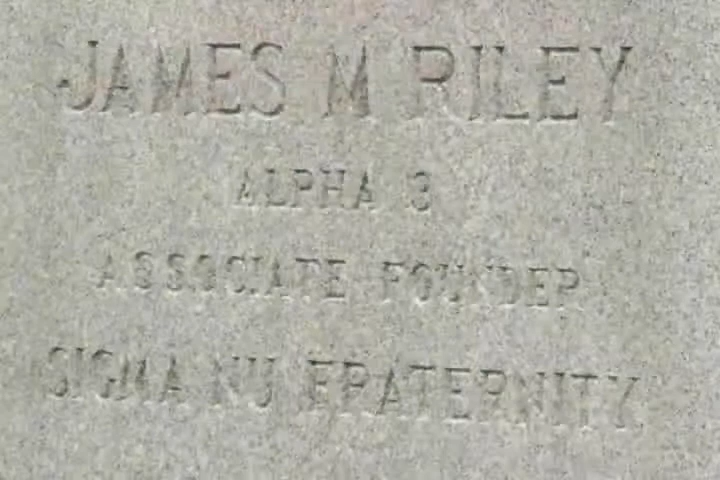 JAMES M RILEY
ALPHA 3
ASSOCIATE FOUNDER
SIGMA NU FRATERNITY